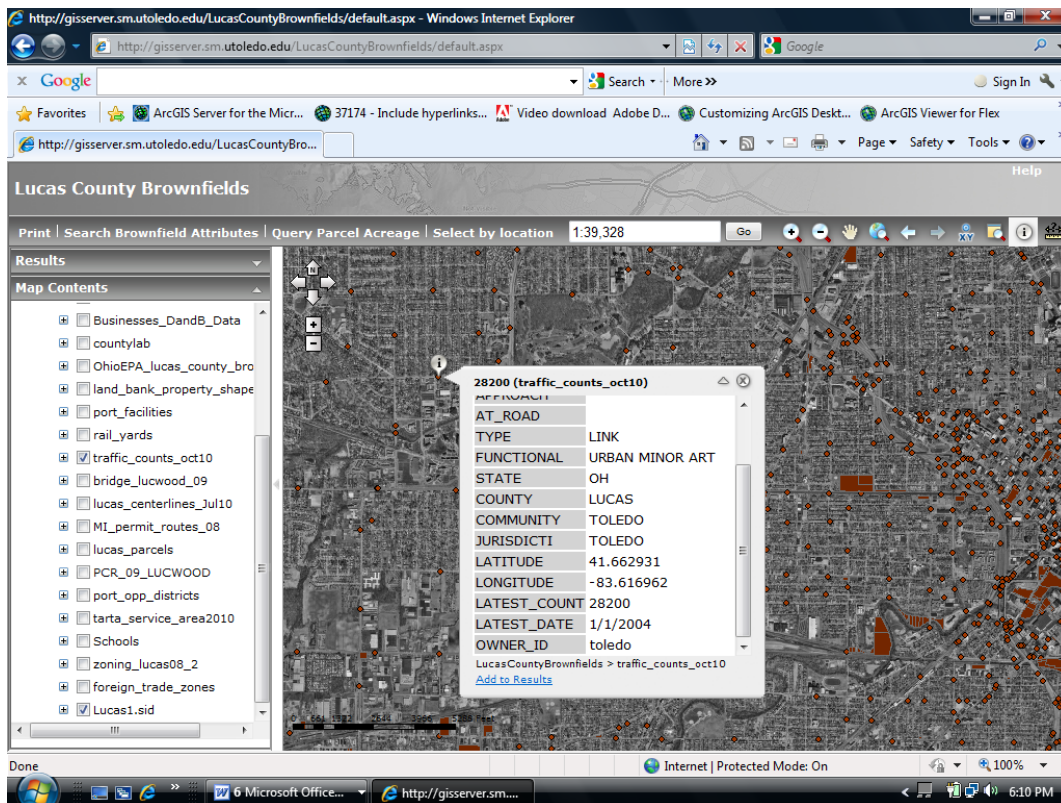 http://gisserver.sm.utoledo.edu/LucasCountyBrownfields/default.aspx - Windows Internet Explorer
http://gisserver.sm.utoledo.edu/LucasCountyBrownfields/default.aspx
Google
x Google
Search
More >>
Sign In
Favorites
ArcGIS Server for the Micr...
37174 - Include hyperlinks...
Video download Adobe D...
Customizing ArcGIS Deskt...
ArcGIS Viewer for Flex
http://gisserver.sm.utoledo.edu/LucasCountyBro...
Page
Safety
Tools
Help
Lucas County Brownfields
Print | Search Brownfield Attributes | Query Parcel Acreage | Select by location
1:39,328
Go
Results
Map Contents
Businesses_DandB_Data
countylab
OhioEPA_lucas_county_bro
land_bank_property_shape
port_facilities
rail_yards
traffic_counts_oct10
bridge_lucwood_09
lucas_centerlines_Jul10
MI_permit_routes_08
lucas_parcels
PCR_09_LUCWOOD
port_opp_districts
tarta_service_area2010
Schools
zoning_lucas08_2
foreign_trade_zones
Lucas1.sid
N
i
28200 (traffic_counts_oct10)
APPROACH
AT_ROAD
TYPE LINK
FUNCTIONAL URBAN MINOR ART
STATE OH
COUNTY LUCAS
COMMUNITY TOLEDO
JURISDICTI TOLEDO
LATITUDE 41.662931
LONGITUDE -83.616962
LATEST_COUNT 28200
LATEST_DATE 1/1/2004
OWNER_ID toledo
LucasCountyBrownfields > traffic_counts_oct10
Add to Results
Done
Internet | Protected Mode: On
100%
6 Microsoft Office...
http://gisserver.sm....
6:10 PM